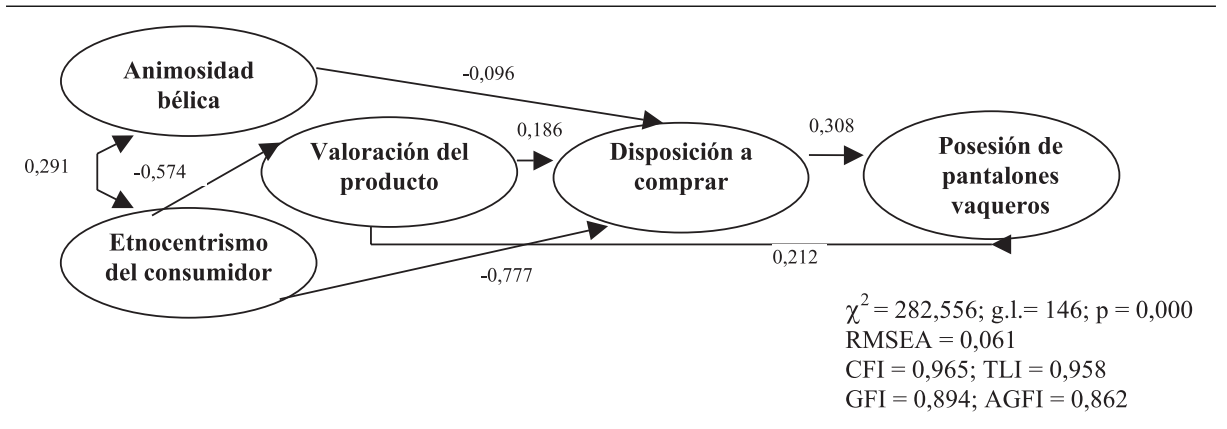 Animosidad
bélica
-0,096
0,291
-0,574
Valoración del
producto
0,186
Disposición a
comprar
0,308
Posesión de
pantalones
vaqueros
Etnocentrismo
del consumidor
-0,777
0,212
χ² = 282,556; g.l.= 146; p = 0,000
RMSEA = 0,061
CFI = 0,965; TLI = 0,958
GFI = 0,894; AGFI = 0,862